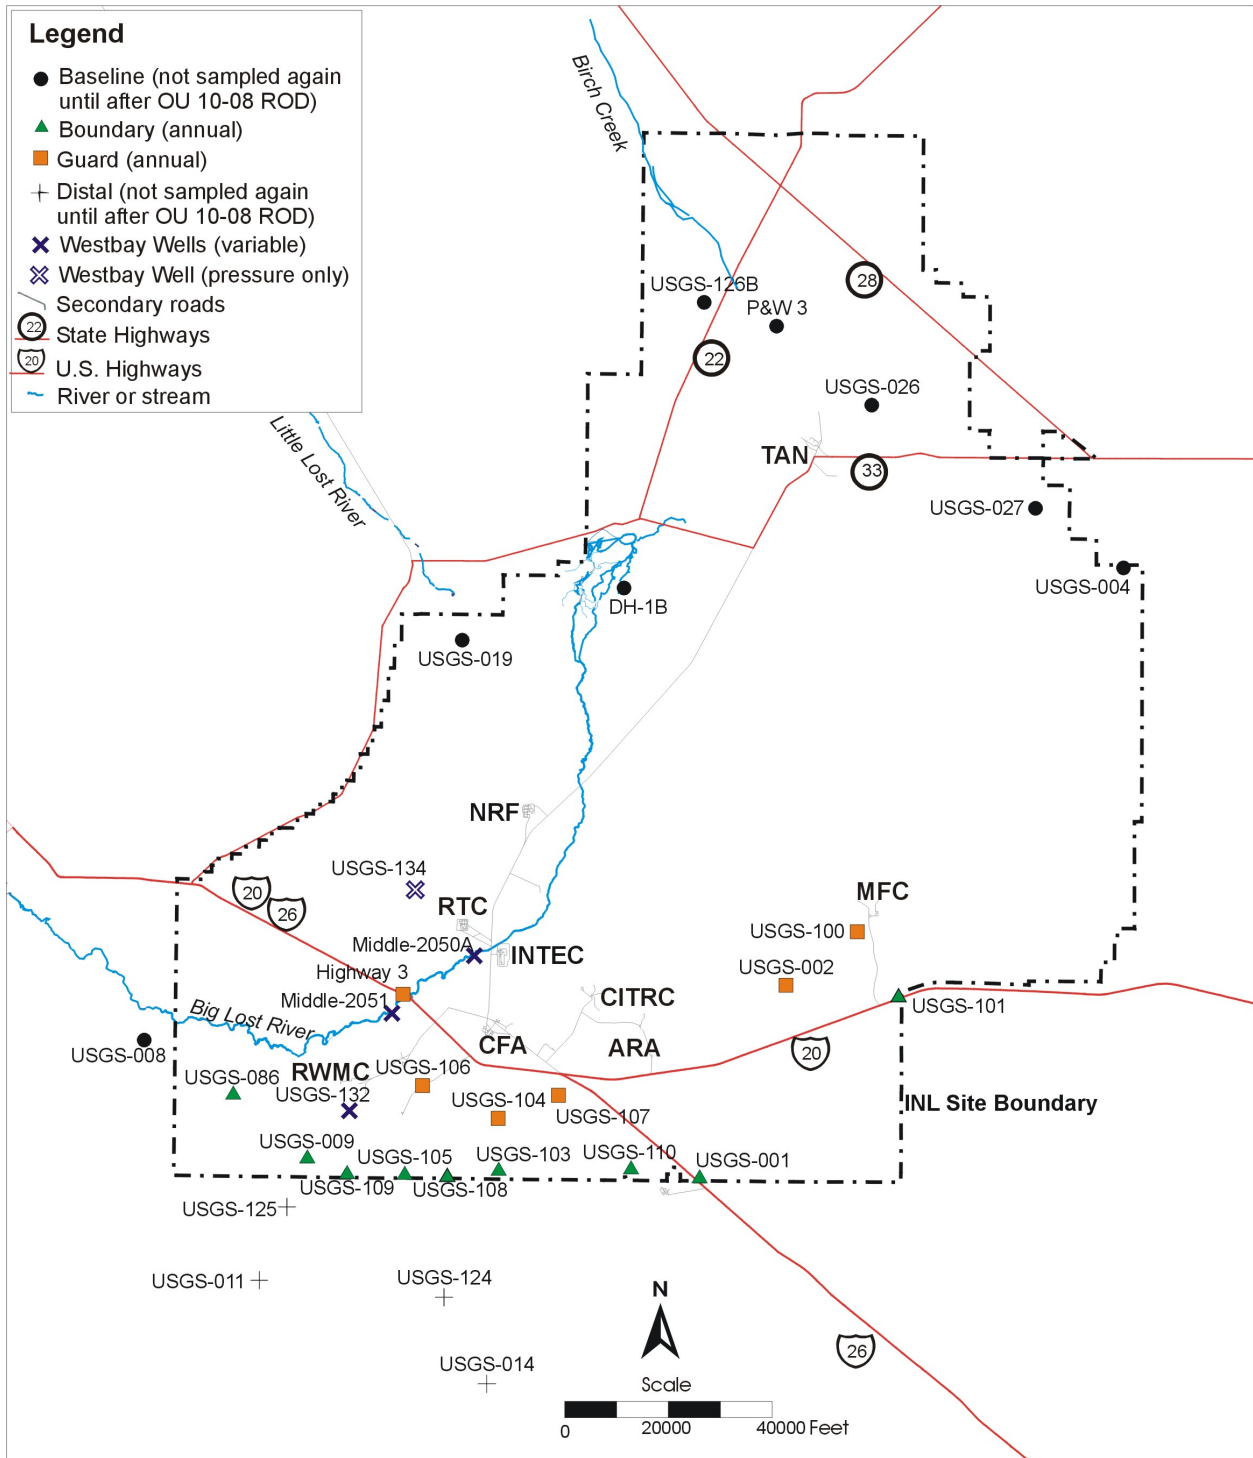 Legend
Baseline (not sampled again
until after OU 10-08 ROD)
Boundary (annual)
Guard (annual)
Distal (not sampled again
until after OU 10-08 ROD)
Westbay Wells (variable)
Westbay Well (pressure only)
Secondary roads
22
State Highways
20
U.S. Highways
River or stream
Birch Creek
USGS-126B
28
P&W 3
22
USGS-026
Little Lost River
TAN
33
USGS-027
USGS-004
DH-1B
USGS-019
NRF
USGS-134
20
26
RTC
MFC
USGS-100
Middle-2050A
INTEC
USGS-002
Highway 3
Middle-2051
CITRC
USGS-101
Big Lost River
CFA
ARA
USGS-008
20
RWMC
USGS-106
USGS-086
USGS-132
USGS-104
USGS-107
INL Site Boundary
USGS-009
USGS-105
USGS-103
USGS-110
USGS-001
USGS-109
USGS-108
USGS-125
USGS-011
USGS-124
N
26
USGS-014
Scale
0
20000
40000 Feet